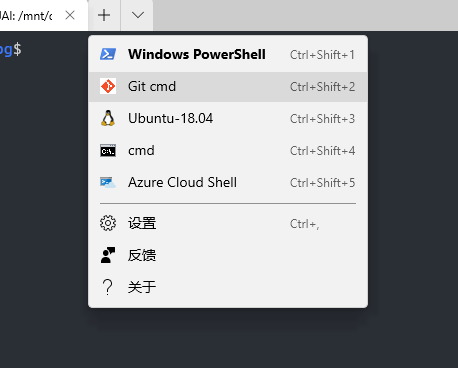 UAI: /mnt/c
og$
Windows PowerShell Ctrl+Shift+1
Git cmd Ctrl+Shift+2
Ubuntu-18.04 Ctrl+Shift+3
cmd Ctrl+Shift+4
Azure Cloud Shell Ctrl+Shift+5
设置 Ctrl+,
反馈
关于